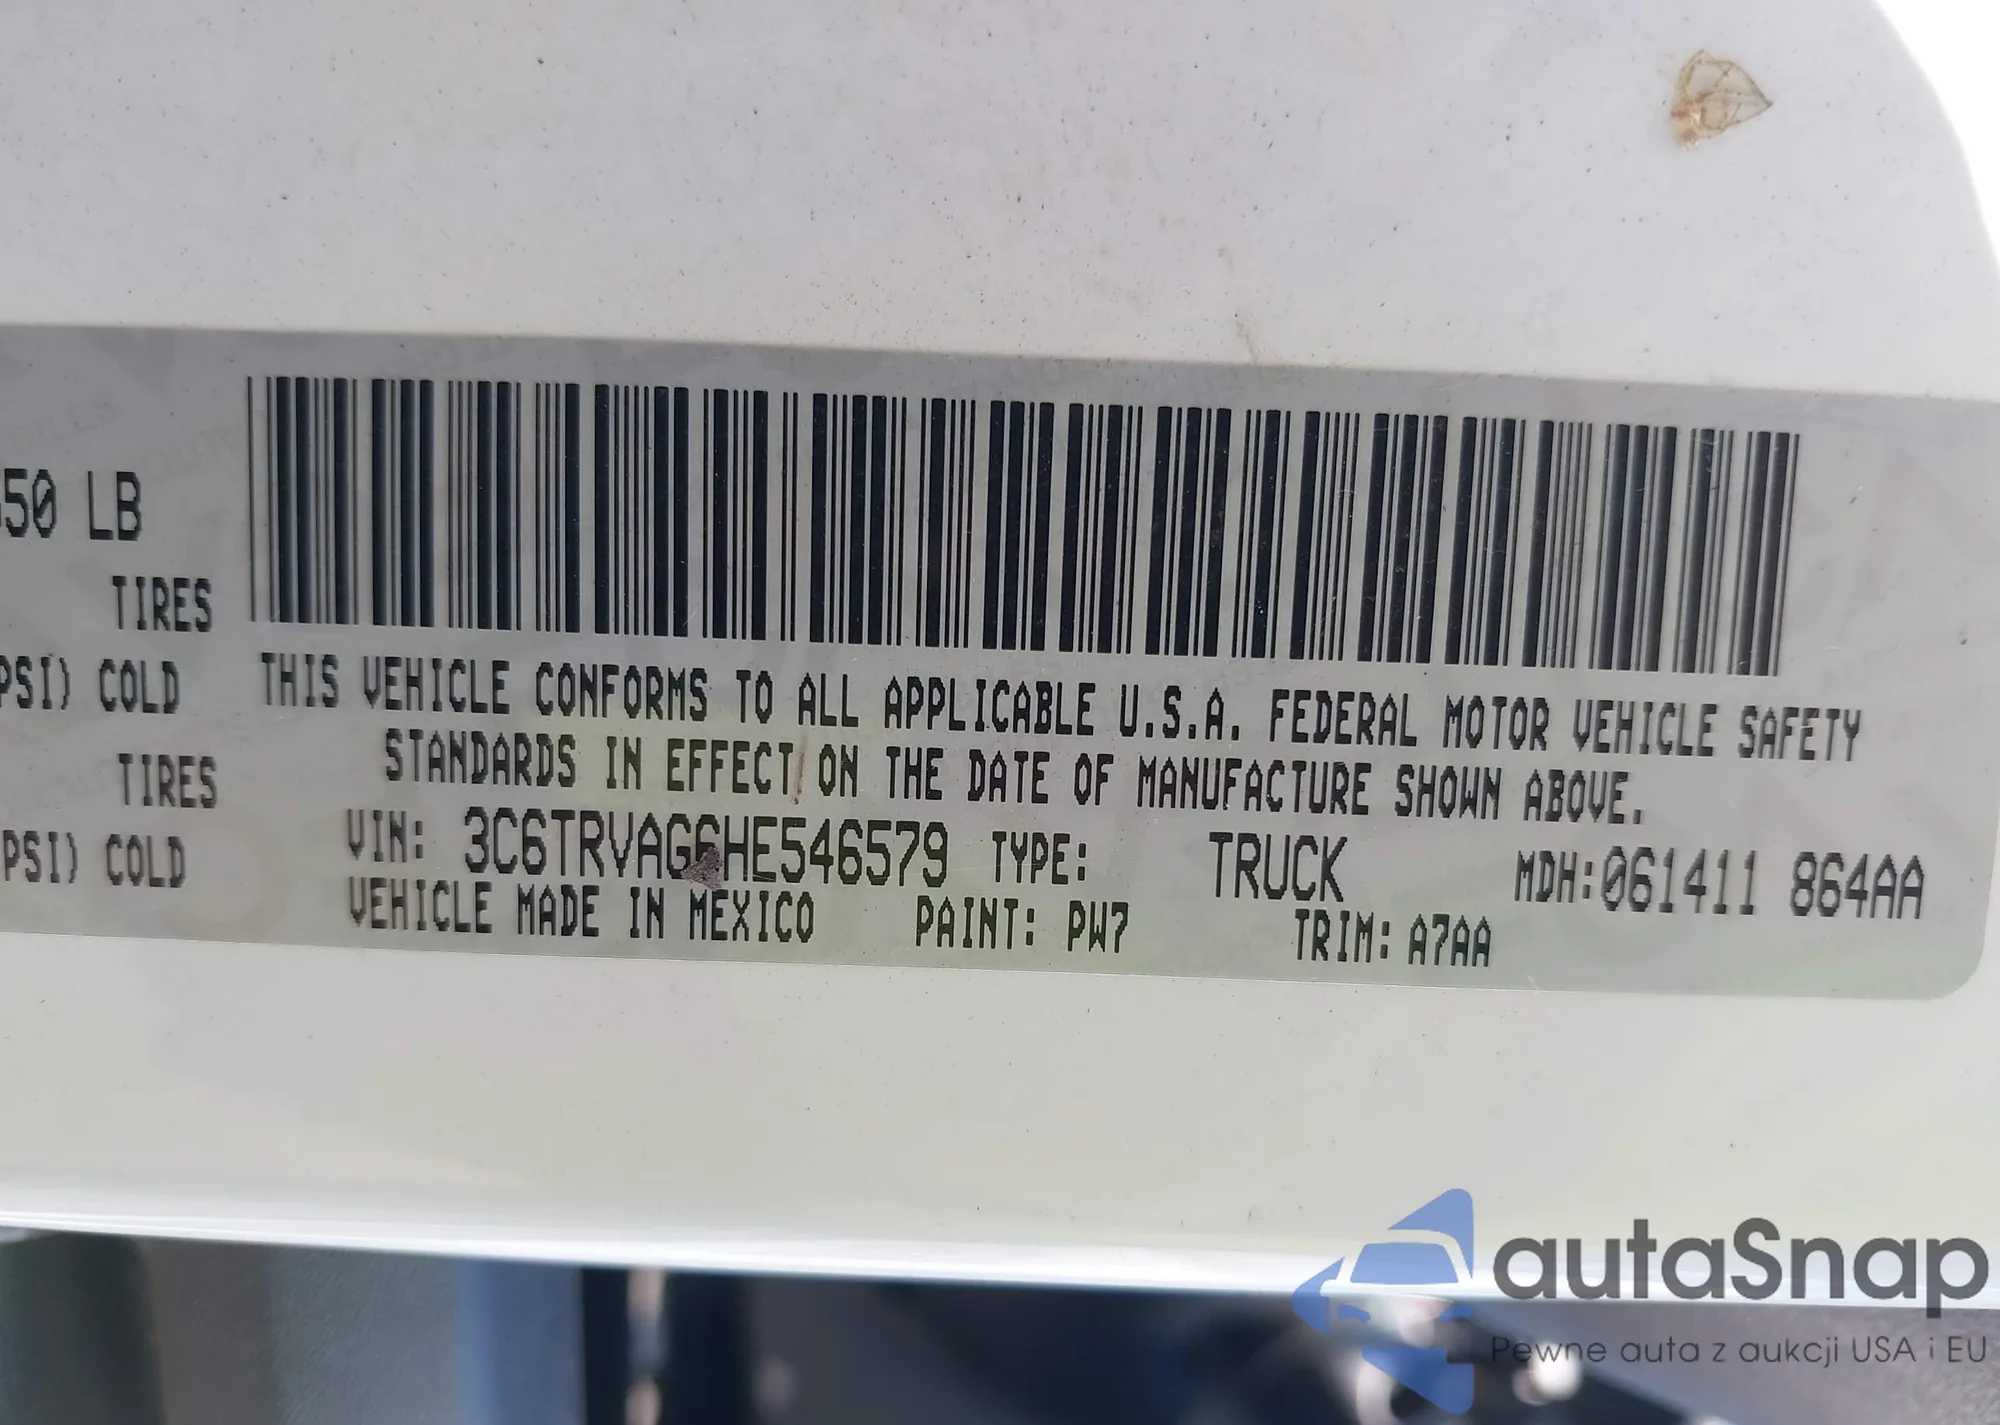 50 LB
TIRES
PSI) COLD
THIS VEHICLE CONFORMS TO ALL APPLICABLE U.S.A. FEDERAL MOTOR VEHICLE SAFETY
STANDARDS IN EFFECT ON THE DATE OF MANUFACTURE SHOWN ABOVE.
TIRES
PSI) COLD
VIN: 3C6TRVAG6HE546579 TYPE: TRUCK MDH:061411 864AA
VEHICLE MADE IN MEXICO PAINT: PW7 TRIM: A7AA
autaSnap
Pewne auta z aukcji USA i EU